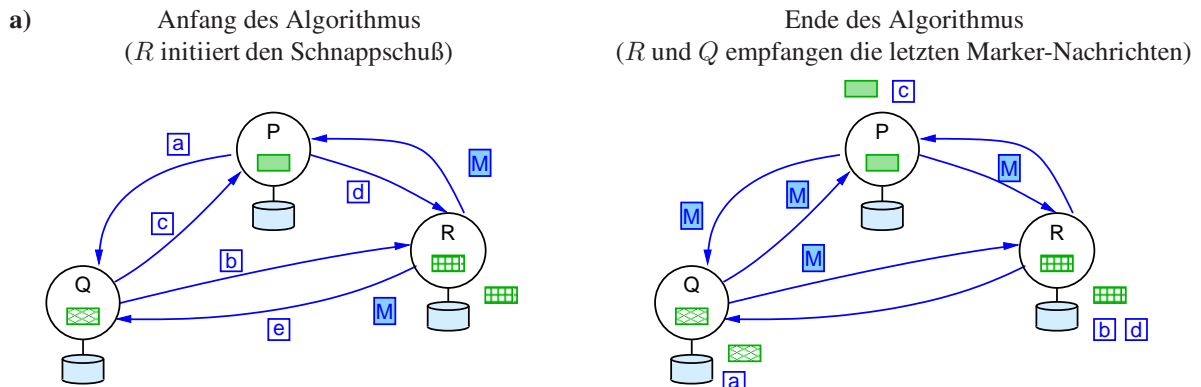 a) Anfang des Algorithmus
(R initiiert den Schnappschuß)
P
a
M
d
c
R
b
Q
M
e
Ende des Algorithmus
(R und Q empfangen die letzten Marker-Nachrichten)
c
P
M
M
M
R
M
Q
b d
a